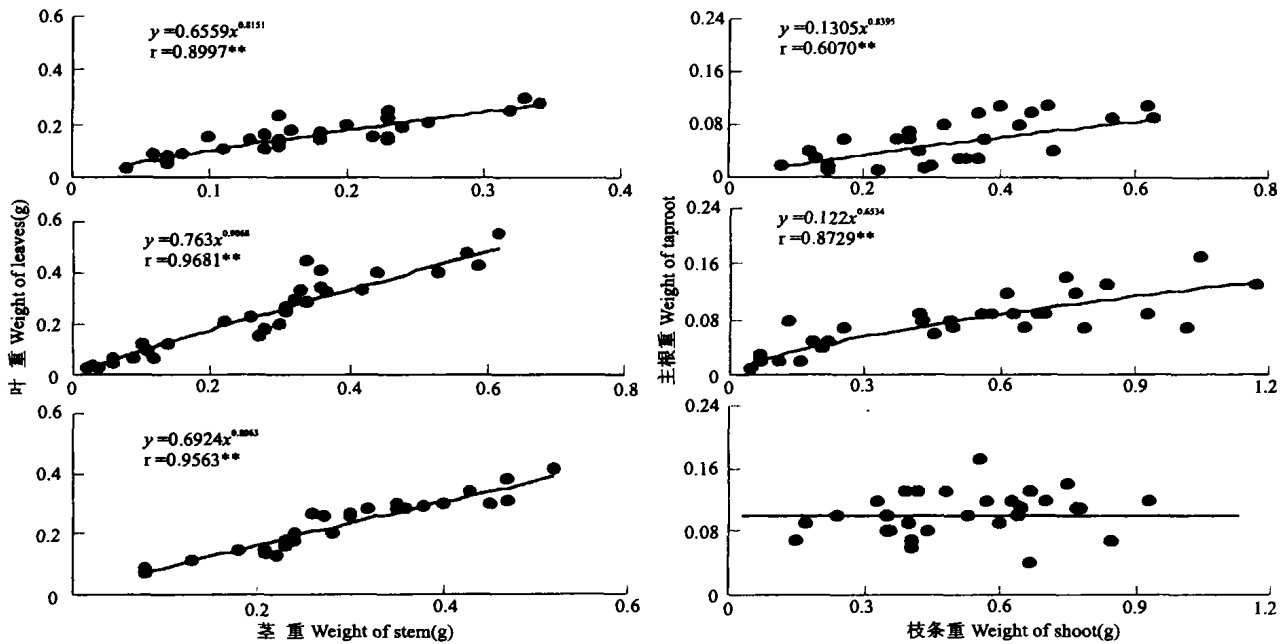 0.6
y=0.6559x^0.8151
r=0.8997**
0.4
0.2
0
0 0.1 0.2 0.3 0.4
0.24
y=0.1305x^0.8395
r=0.6070**
0.16
0.08
0
0 0.2 0.4 0.6 0.8
0.6
y=0.763x^0.9068
r=0.9681**
0.4
0.2
0
0 0.2 0.4 0.6 0.8
0.24
y=0.122x^0.6534
r=0.8729**
0.16
0.08
0
0 0.3 0.6 0.9 1.2
0.6
y=0.6924x^0.8063
r=0.9563**
0.4
0.2
0
0.2 0.4 0.6
0.24
0.16
0.08
0
0 0.3 0.6 0.9 1.2
叶 重 Weight of leaves(g)
主根重 Weight of taproot
茎 重 Weight of stem(g)
枝条重 Weight of shoot(g)